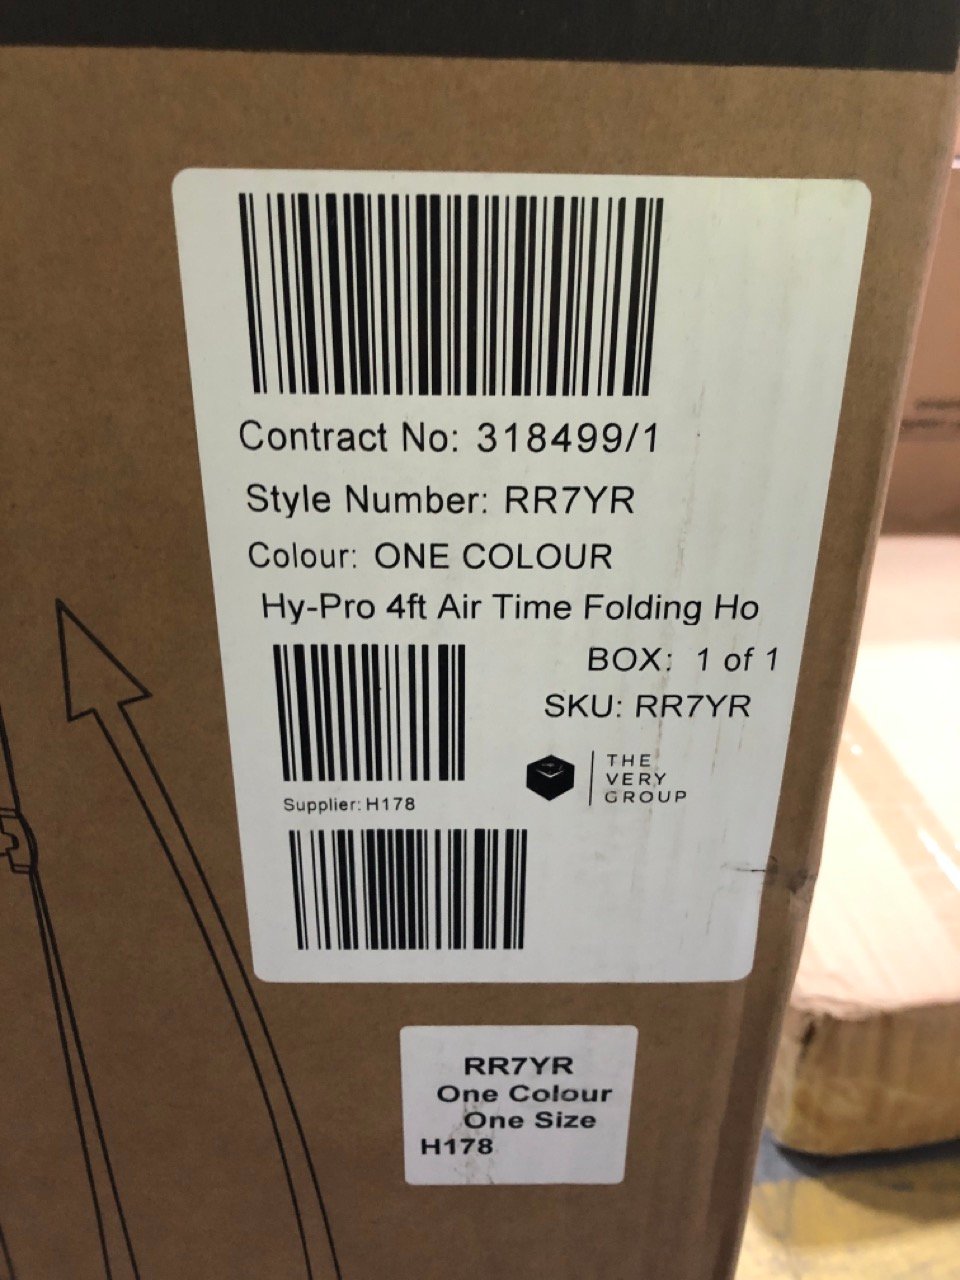 Contract No: 318499/1
Style Number: RR7YR
Colour: ONE COLOUR
Hy-Pro 4ft Air Time Folding Ho
BOX: 1 of 1
SKU: RR7YR
THE
VERY
GROUP
Supplier: H178
RR7YR
One Colour
One Size
H178